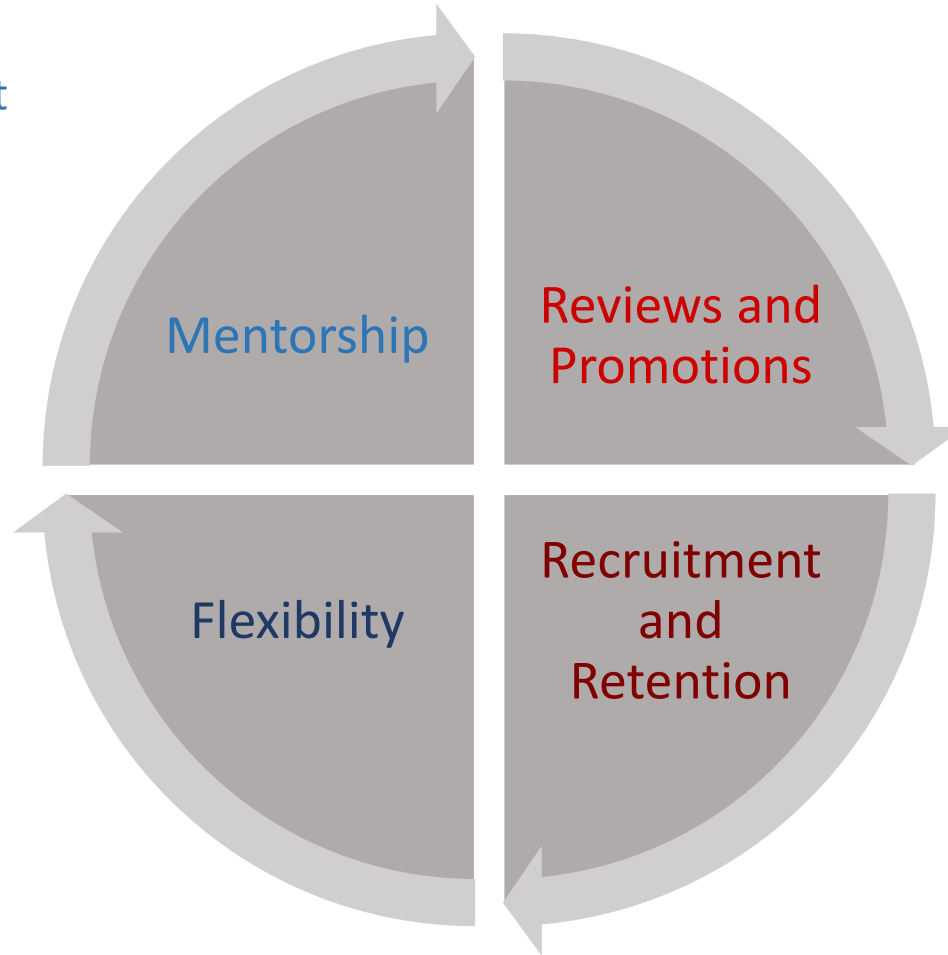 t
Mentorship
Reviews and
Promotions
Flexibility
Recruitment
and
Retention